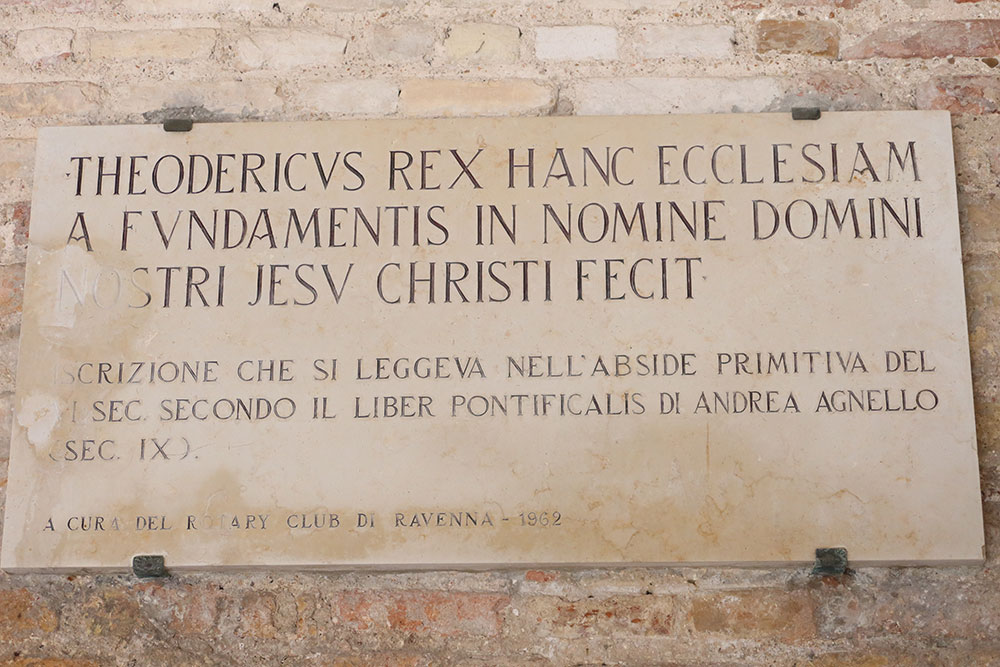 THEODERICVS REX HANC ECCLESIAM
A FVNDAMENTIS IN NOMINE DOMINI
NOSTRI JESV CHRISTI FECIT
ISCRIZIONE CHE SI LEGGEVA NELL'ABSIDE PRIMITIVA DEL
VI SEC. SECONDO IL LIBER PONTIFICALIS DI ANDREA AGNELLO
(SEC. IX).
A CURA DEL ROTARY CLUB DI RAVENNA - 1962